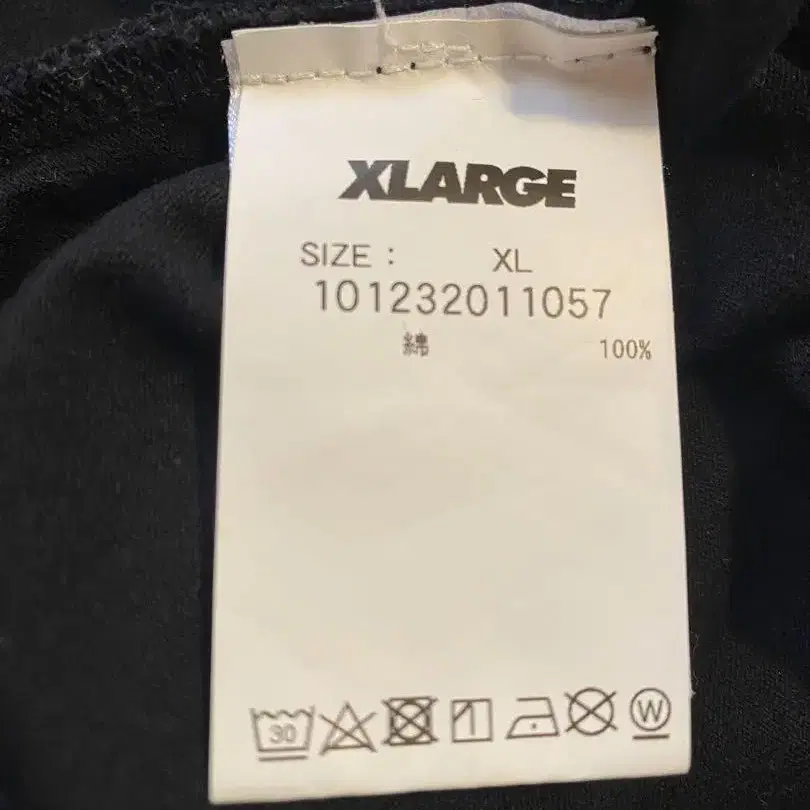 XLARGE
SIZE : XL
101232011057
綿 100%
30 W